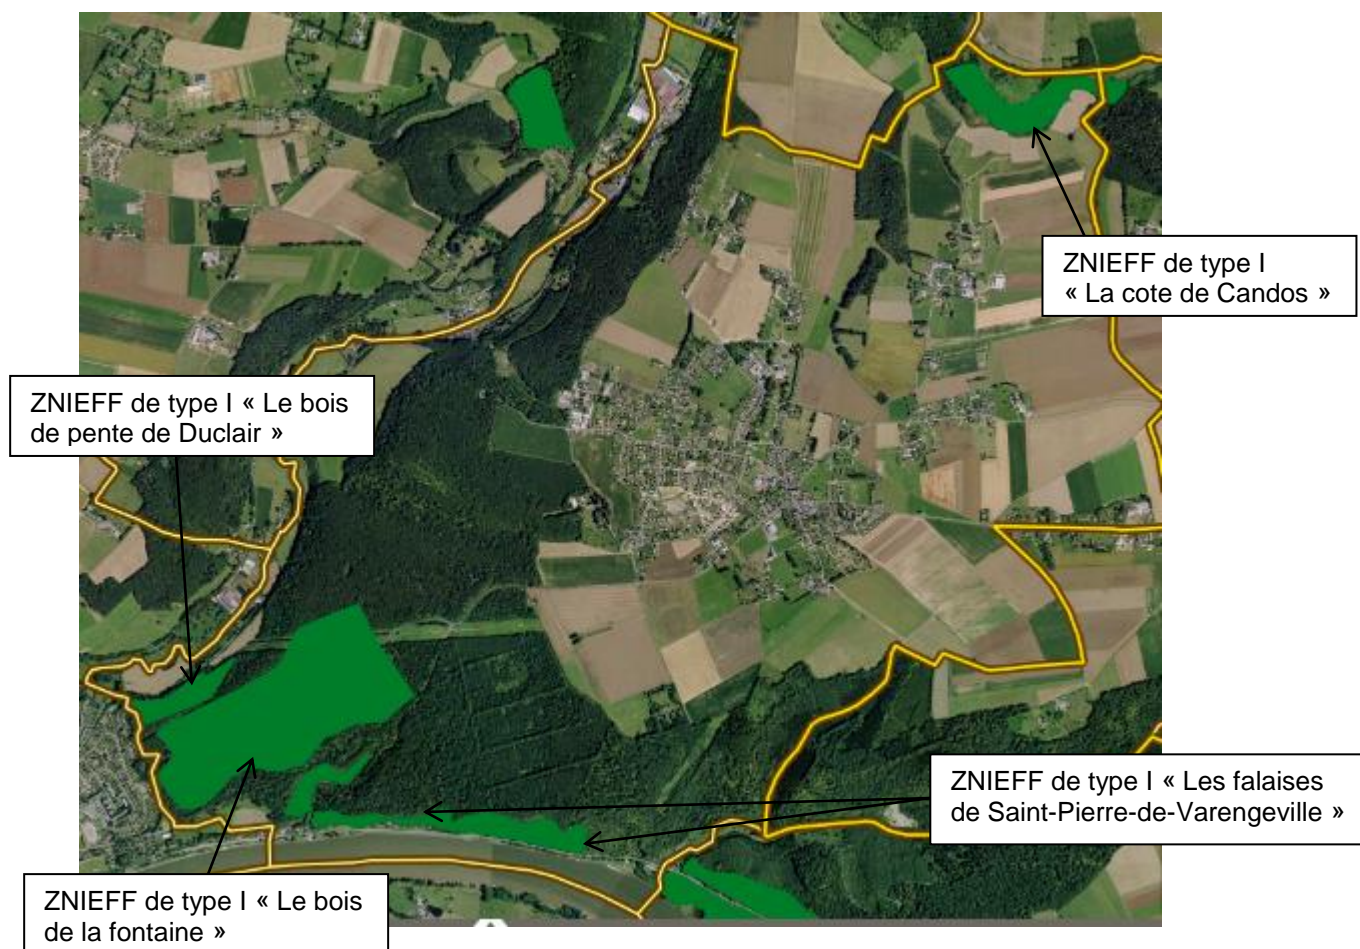 ZNIEFF de type I
« La cote de Candos »
ZNIEFF de type I « Le bois
de pente de Duclair »
ZNIEFF de type I « Les falaises
de Saint-Pierre-de-Varengeville »
ZNIEFF de type I « Le bois
de la fontaine »